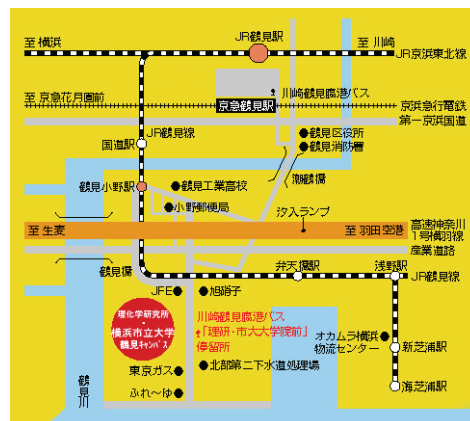 JR鶴見駅
至 横浜
至 川崎
JR京浜東北線
川崎鶴見臨港バス
至 京急花月園前
京急鶴見駅
京浜急行電鉄
第一京浜国道
JR鶴見線
鶴見区役所
国道駅
鶴見消防署
潮鶴橋
鶴見小野駅
鶴見工業高校
小野郵便局
汐入ランプ
至 生麦
至 羽田空港
高速神奈川
1号横羽線
産業道路
鶴見橋
弁天橋駅
浅野駅
JR鶴見線
JFE
旭硝子
理化学研究所
・
横浜市立大学
鶴見キャンパス
川崎鶴見臨港バス
「理研・市大大学院前」
停留所
オカムラ横浜
物流センター
新芝浦駅
東京ガス
北部第二下水道処理場
海芝浦駅
ふれ〜ゆ
鶴見川